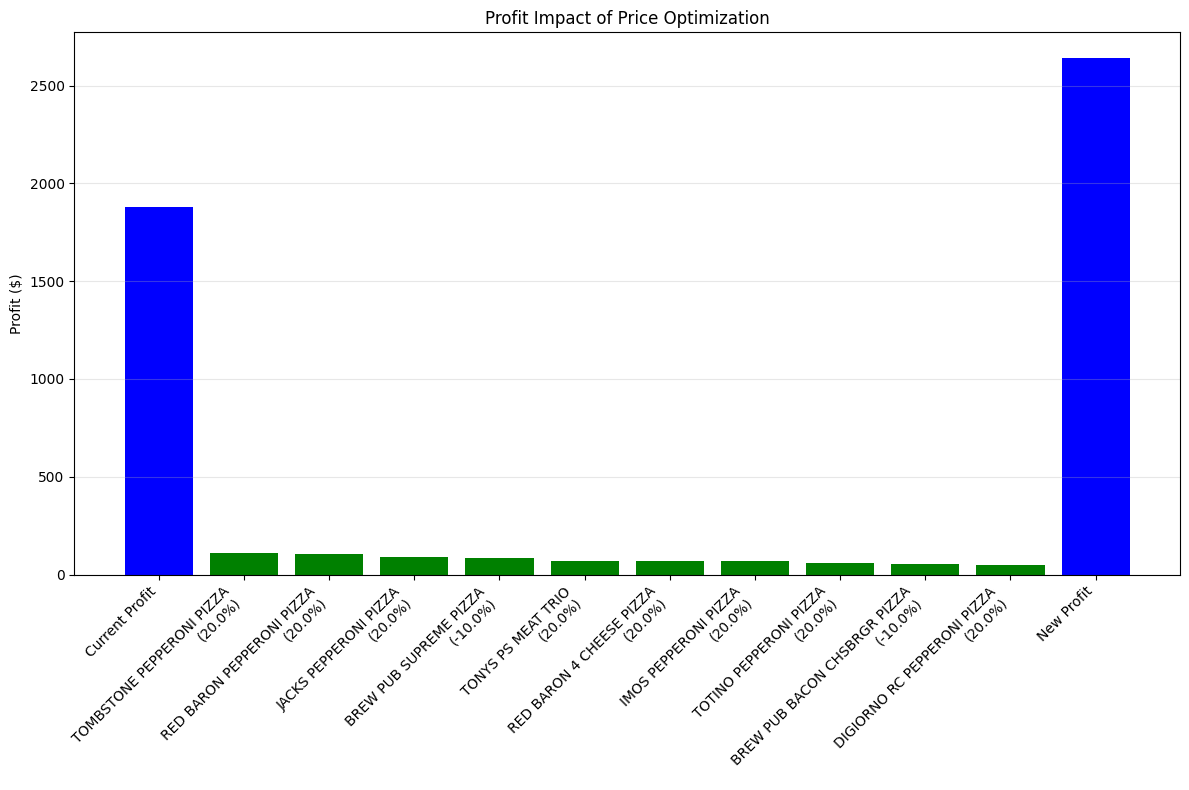 Profit Impact of Price Optimization
Profit ($)
2500
2000
1500
1000
500
0
Current Profit
TOMBSTONE PEPPERONI PIZZA
(20.0%)
RED BARON PEPPERONI PIZZA
(20.0%)
JACKS PEPPERONI PIZZA
(20.0%)
BREW PUB SUPREME PIZZA
(-10.0%)
TONYS PS MEAT TRIO
(20.0%)
RED BARON 4 CHEESE PIZZA
(20.0%)
IMOS PEPPERONI PIZZA
(20.0%)
TOTINO PEPPERONI PIZZA
(20.0%)
BREW PUB BACON CHSBRGR PIZZA
(-10.0%)
DIGIORNO RC PEPPERONI PIZZA
(20.0%)
New Profit